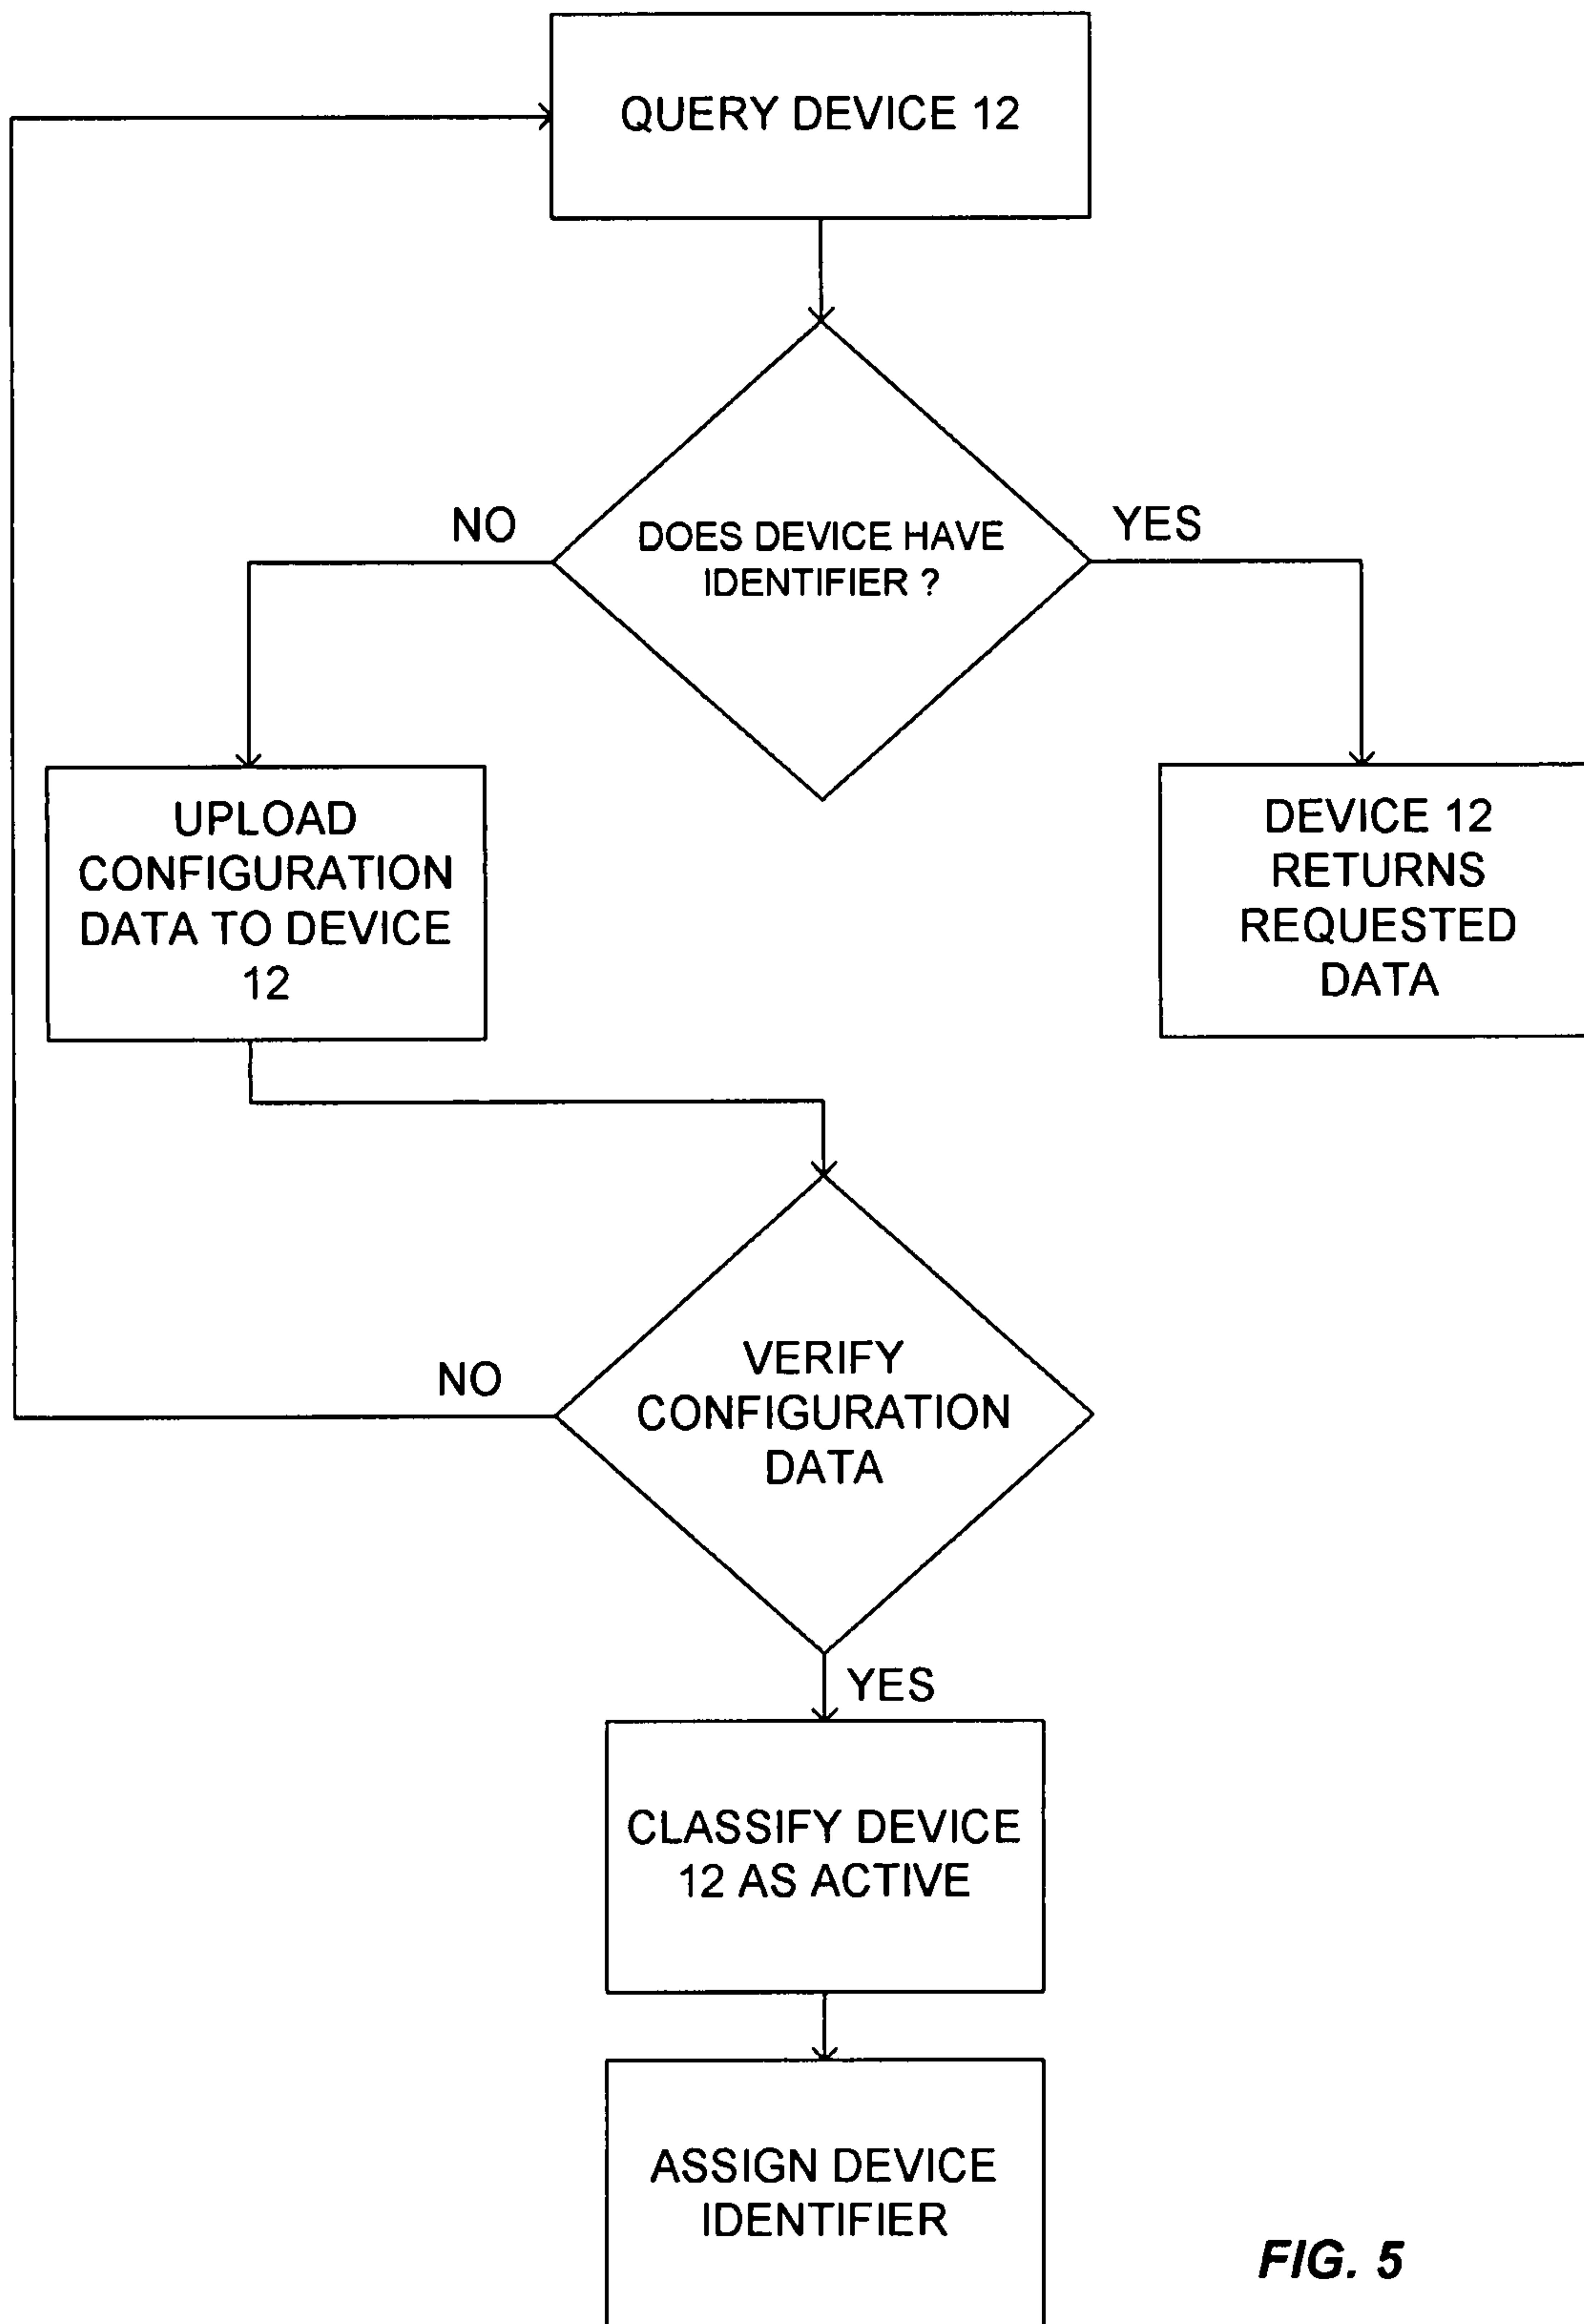 QUERY DEVICE 12
DOES DEVICE HAVE
IDENTIFIER ?
NO
YES
UPLOAD
CONFIGURATION
DATA TO DEVICE
12
DEVICE 12
RETURNS
REQUESTED
DATA
VERIFY
CONFIGURATION
DATA
NO
YES
CLASSIFY DEVICE
12 AS ACTIVE
ASSIGN DEVICE
IDENTIFIER
FIG. 5